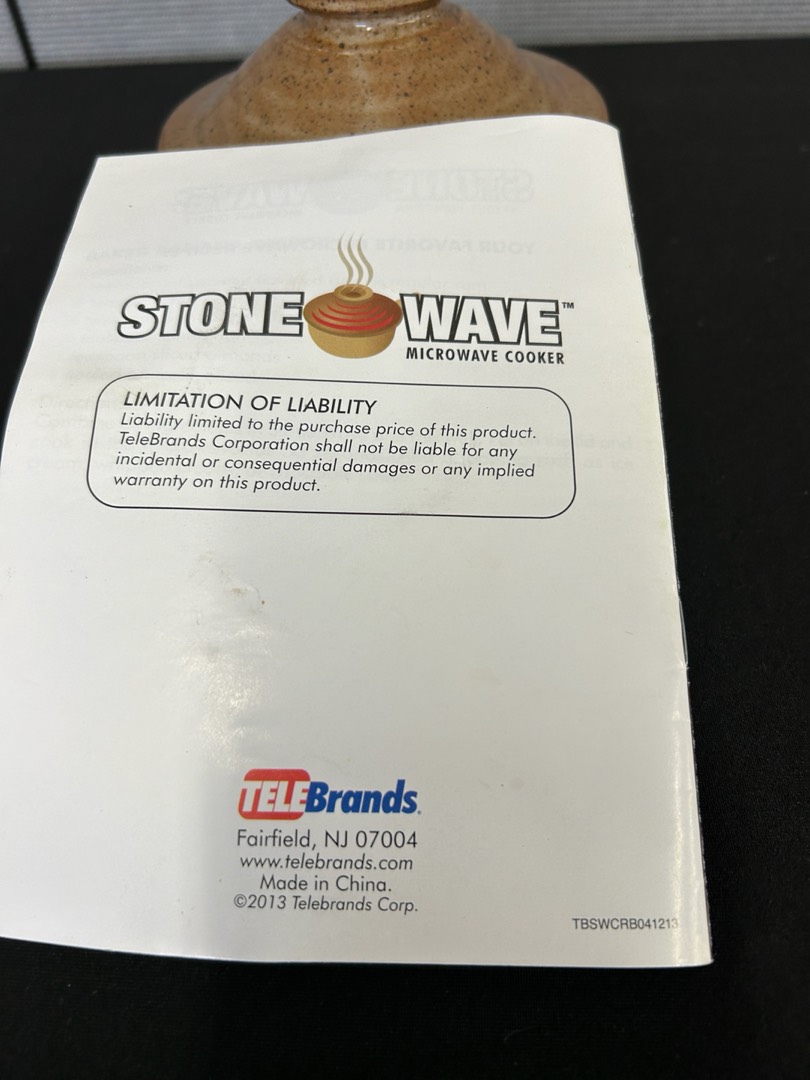 STONE WAVE™
MICROWAVE COOKER
LIMITATION OF LIABILITY
Liability limited to the purchase price of this product.
TeleBrands Corporation shall not be liable for any
incidental or consequential damages or any implied
warranty on this product.
TELEBrands.
Fairfield, NJ 07004
www.telebrands.com
Made in China.
©2013 Telebrands Corp.
TBSWCRB041213